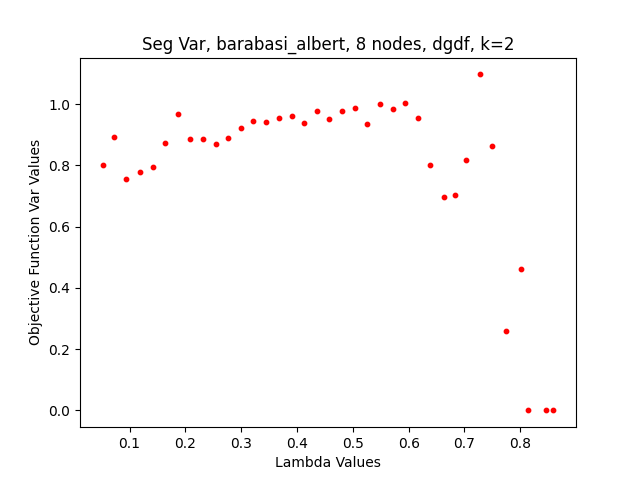 Seg Var, barabasi_albert, 8 nodes, dgdf, k=2
Objective Function Var Values
1.0
0.8
0.6
0.4
0.2
0.0
0.1 0.2 0.3 0.4 0.5 0.6 0.7 0.8
Lambda Values